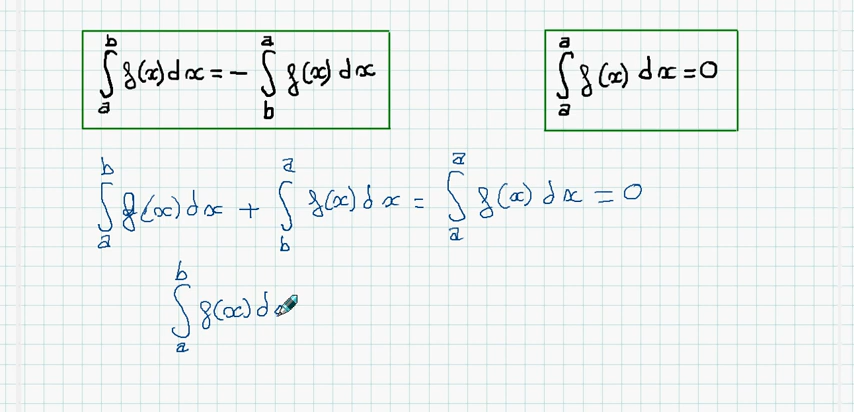 ∫_a^b f(x) dx = - ∫_b^a f(x) dx    ∫_a^a f(x) dx = 0
∫_a^b f(x) dx + ∫_b^a f(x) dx = ∫_a^a f(x) dx = 0
∫_a^b f(x) d